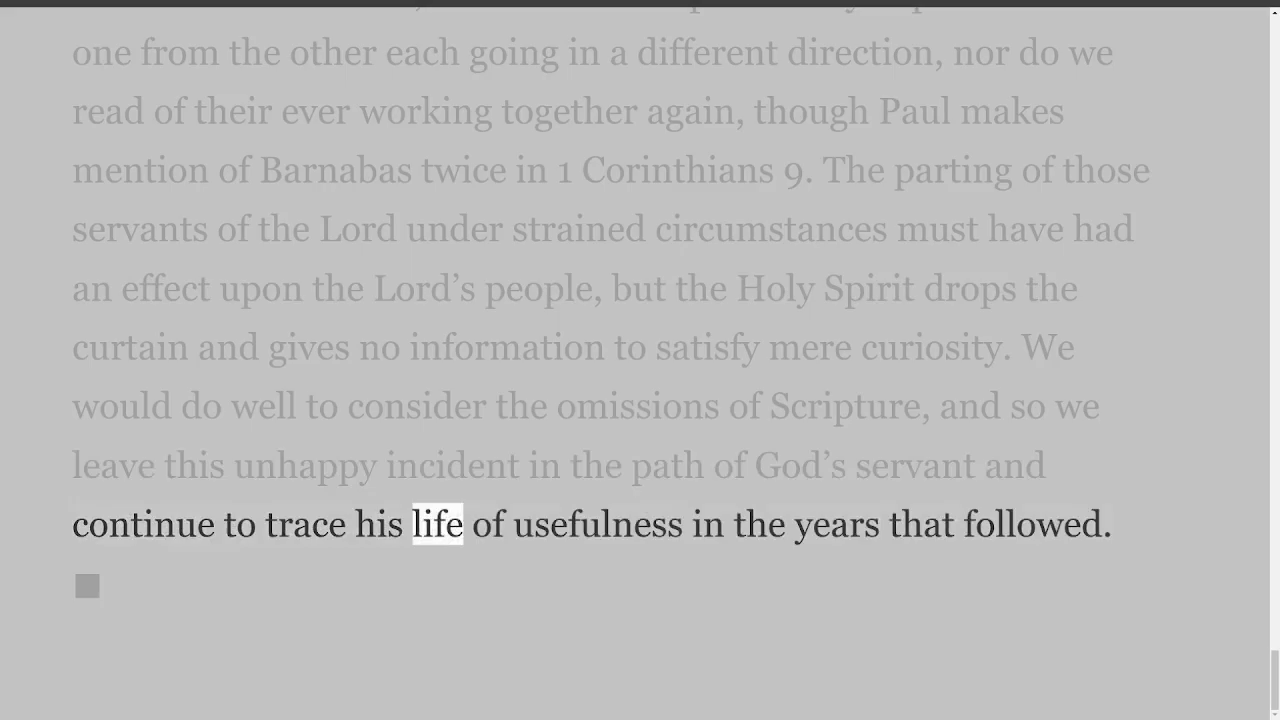 one from the other each going in a different direction, nor do we
read of their ever working together again, though Paul makes
mention of Barnabas twice in 1 Corinthians 9. The parting of those
servants of the Lord under strained circumstances must have had
an effect upon the Lord’s people, but the Holy Spirit drops the
curtain and gives no information to satisfy mere curiosity. We
would do well to consider the omissions of Scripture, and so we
leave this unhappy incident in the path of God’s servant and
continue to trace his life of usefulness in the years that followed.